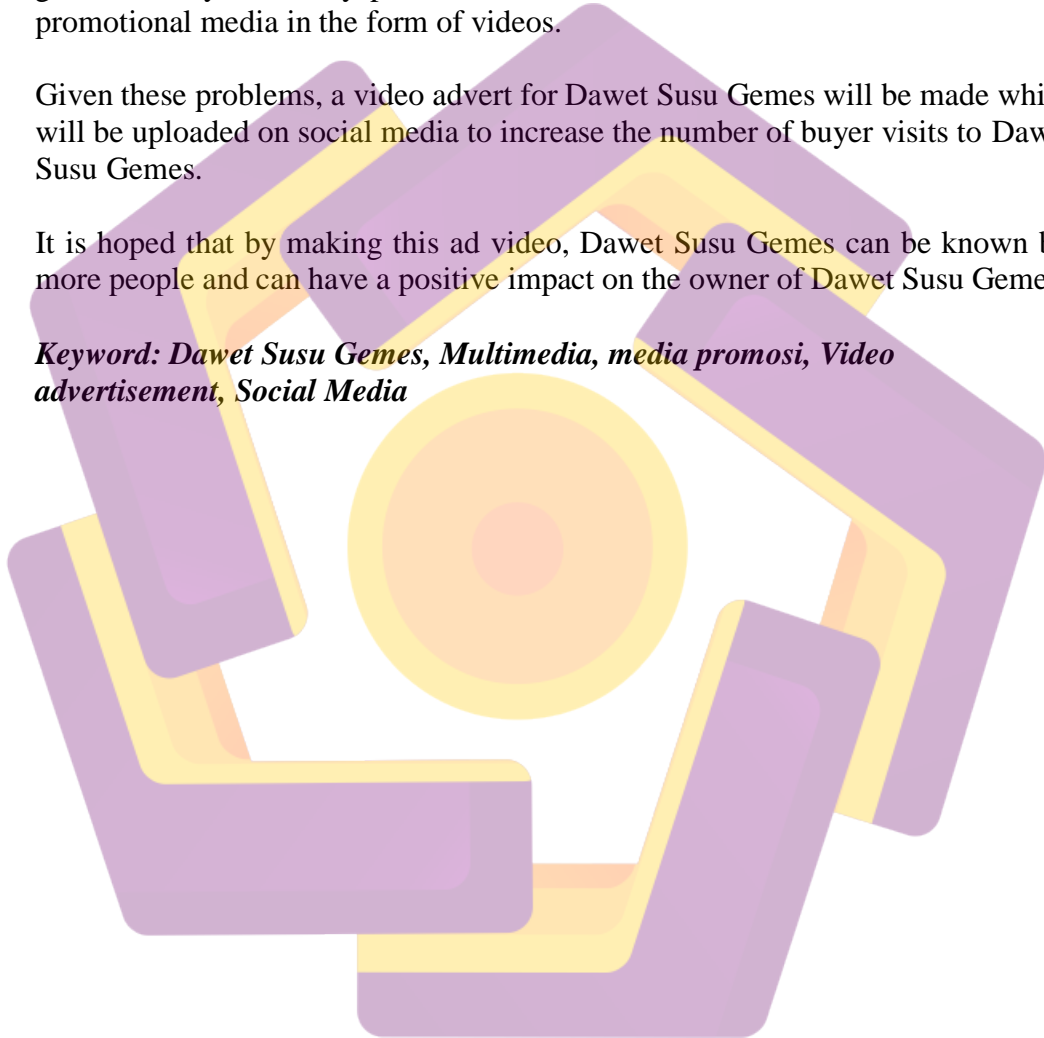 promotional media in the form of videos.
Given these problems, a video advert for Dawet Susu Gemes will be made whi
will be uploaded on social media to increase the number of buyer visits to Daw
Susu Gemes.
It is hoped that by making this ad video, Dawet Susu Gemes can be known b
more people and can have a positive impact on the owner of Dawet Susu Geme
Keyword: Dawet Susu Gemes, Multimedia, media promosi, Video
advertisement, Social Media